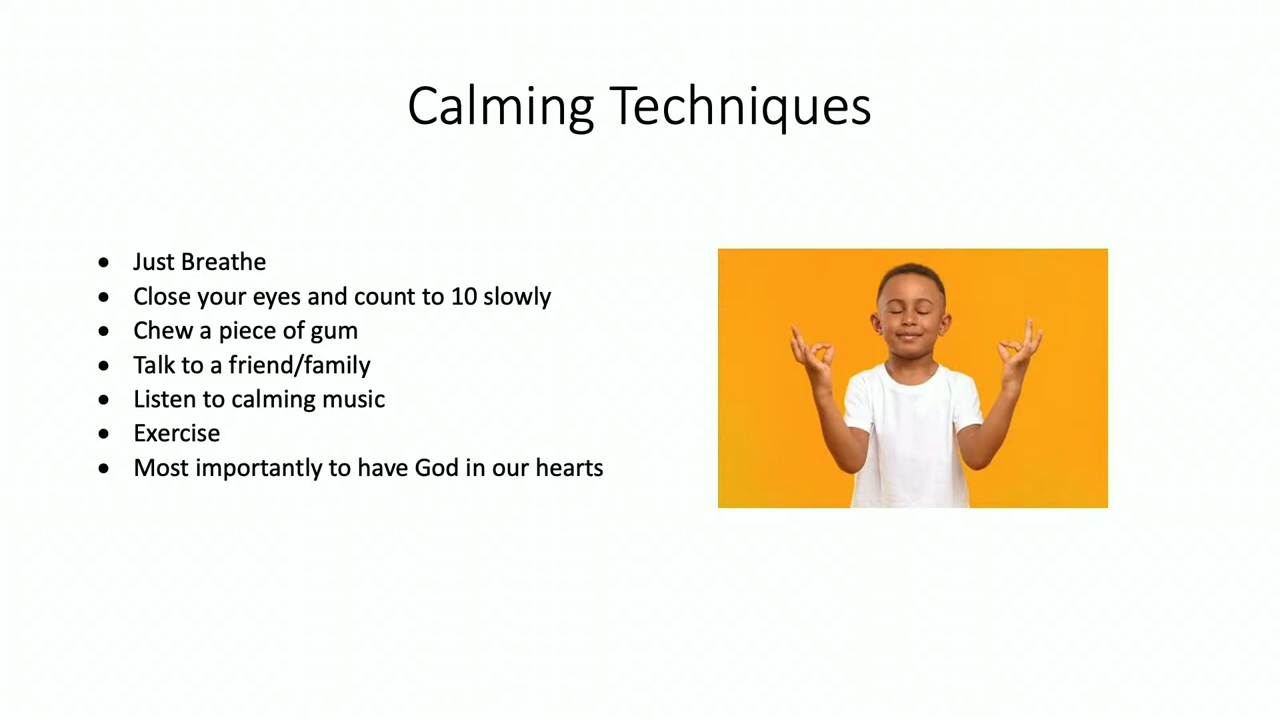 Calming Techniques
• Just Breathe
• Close your eyes and count to 10 slowly
• Chew a piece of gum
• Talk to a friend/family
• Listen to calming music
• Exercise
• Most importantly to have God in our hearts